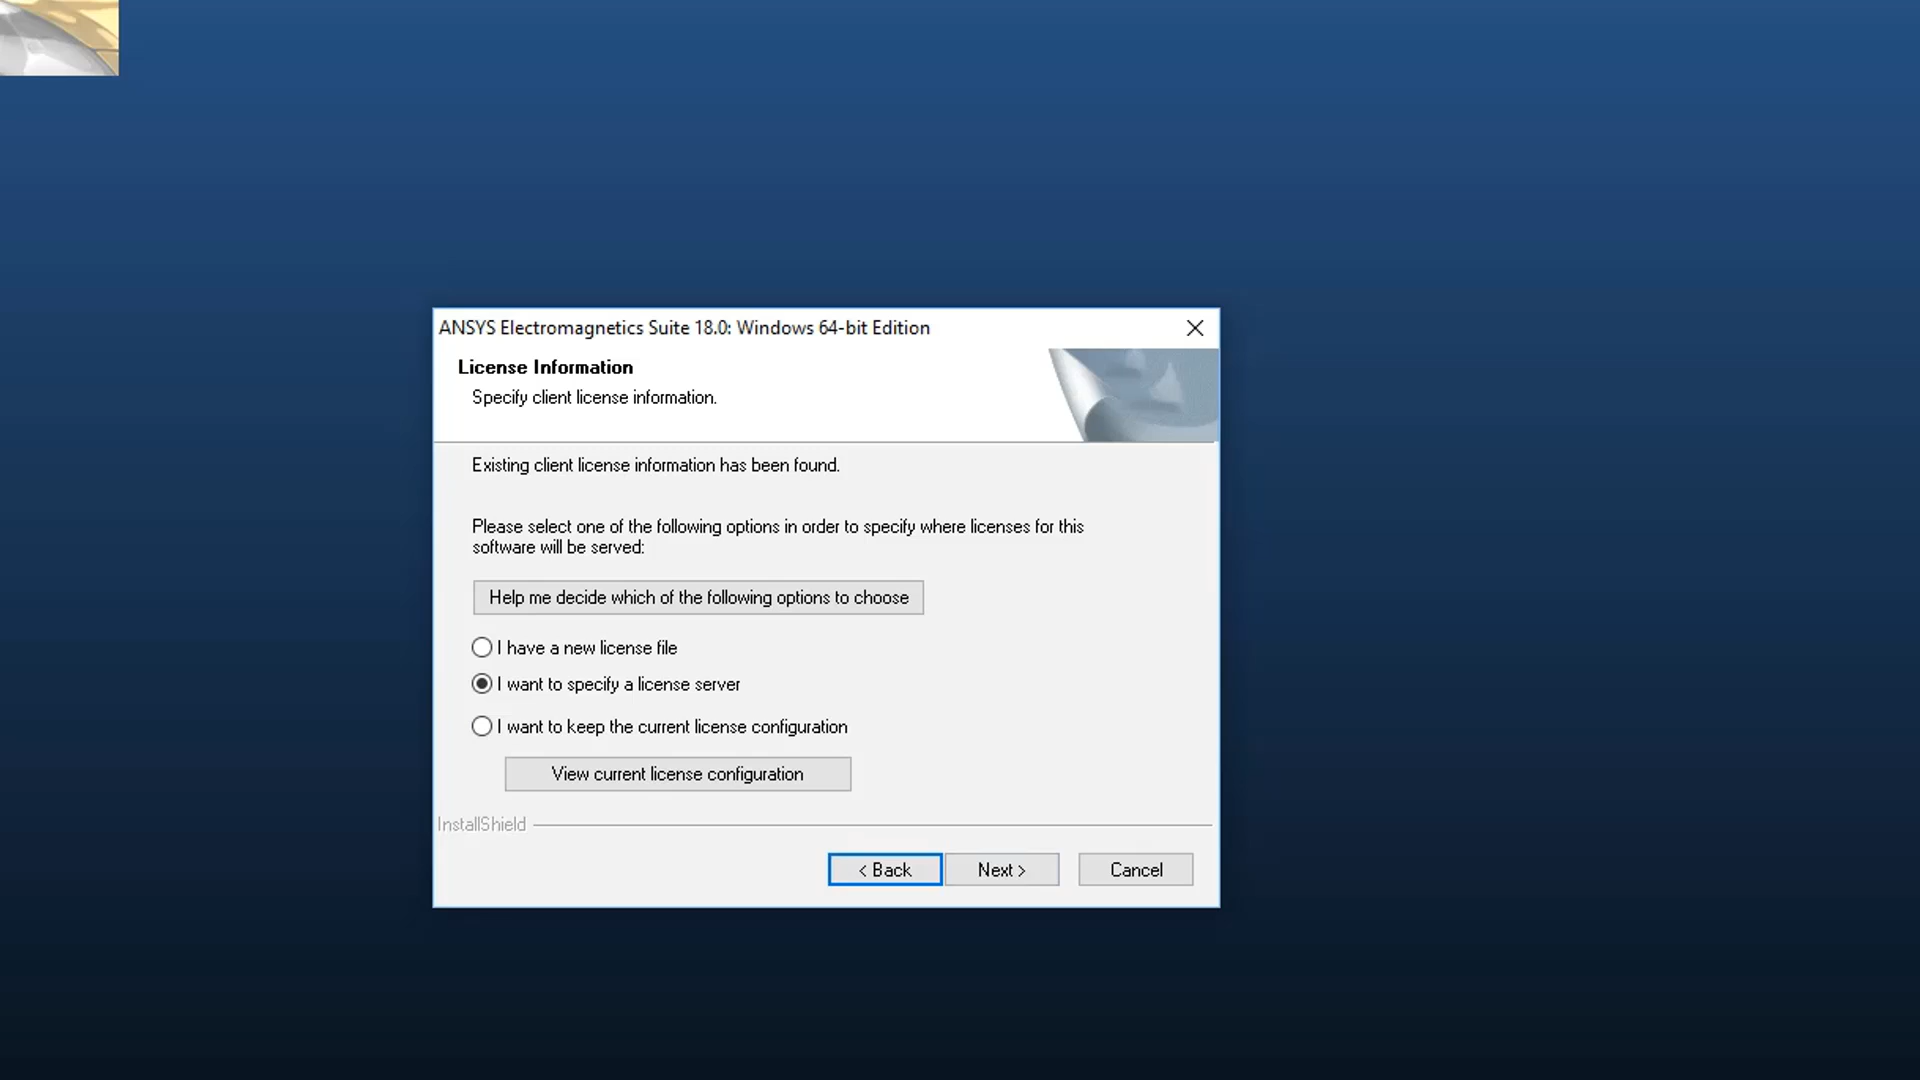 ANSYS Electromagnetics Suite 18.0: Windows 64-bit Edition
License Information
Specify client license information.
Existing client license information has been found.
Please select one of the following options in order to specify where licenses for this
software will be served:
Help me decide which of the following options to choose
I have a new license file
I want to specify a license server
I want to keep the current license configuration
View current license configuration
InstallShield
< Back
Next >
Cancel